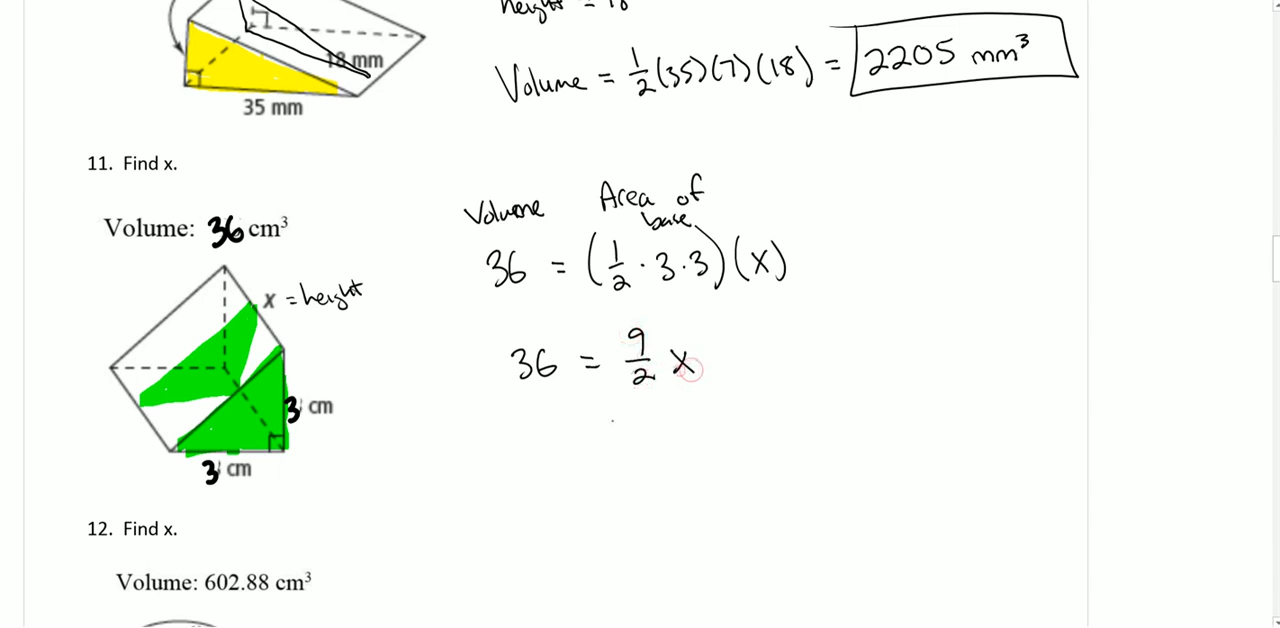 height = 18
18 mm
Volume = 1/2 (35)(7)(18) = 2205 mm³
35 mm
11. Find x.
Volume Area of base
Volume: 36 cm³
36 = (1/2 · 3 · 3)(x)
x = height
36 = 9/2 x
3 cm
3 cm
12. Find x.
Volume: 602.88 cm³